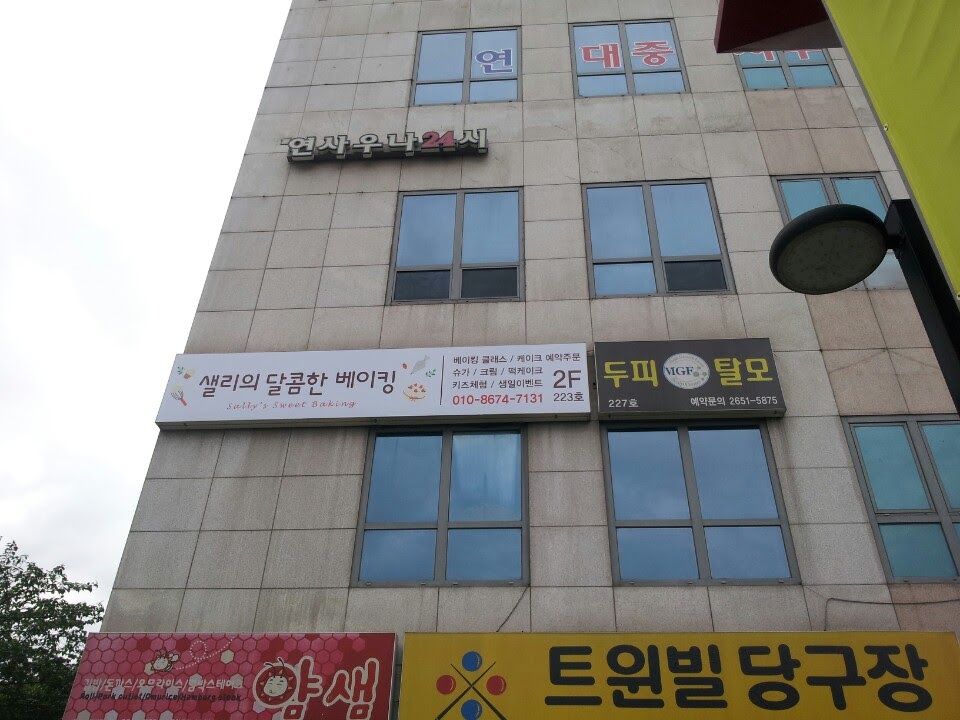 연
대중
연사우나24시
샐리의 달콤한 베이킹
Sally's Sweet Baking
베이킹 클래스 / 케이크 예약주문
슈가 / 크림 / 떡케이크
키즈체험 / 생일이벤트
010-8674-7131
2F
223호
두피 MGF 탈모
227호
예약문의 2651-5875
얌샘
트윈빌 당구장